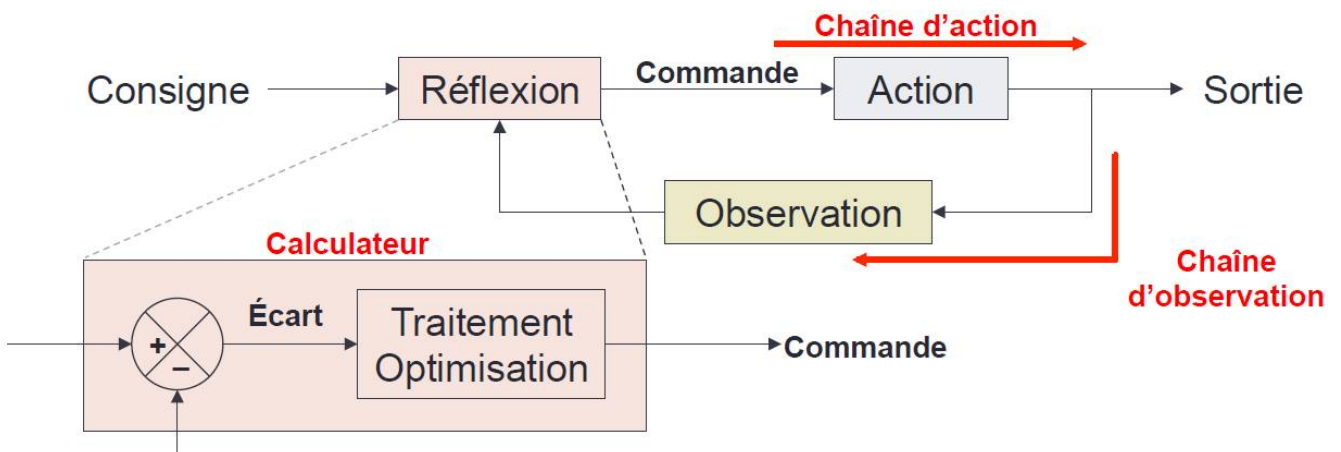 Chaîne d'action
Consigne
Réflexion
Commande
Action
Sortie
Observation
Calculateur
Chaîne
d'observation
+
−
Écart
Traitement
Optimisation
Commande